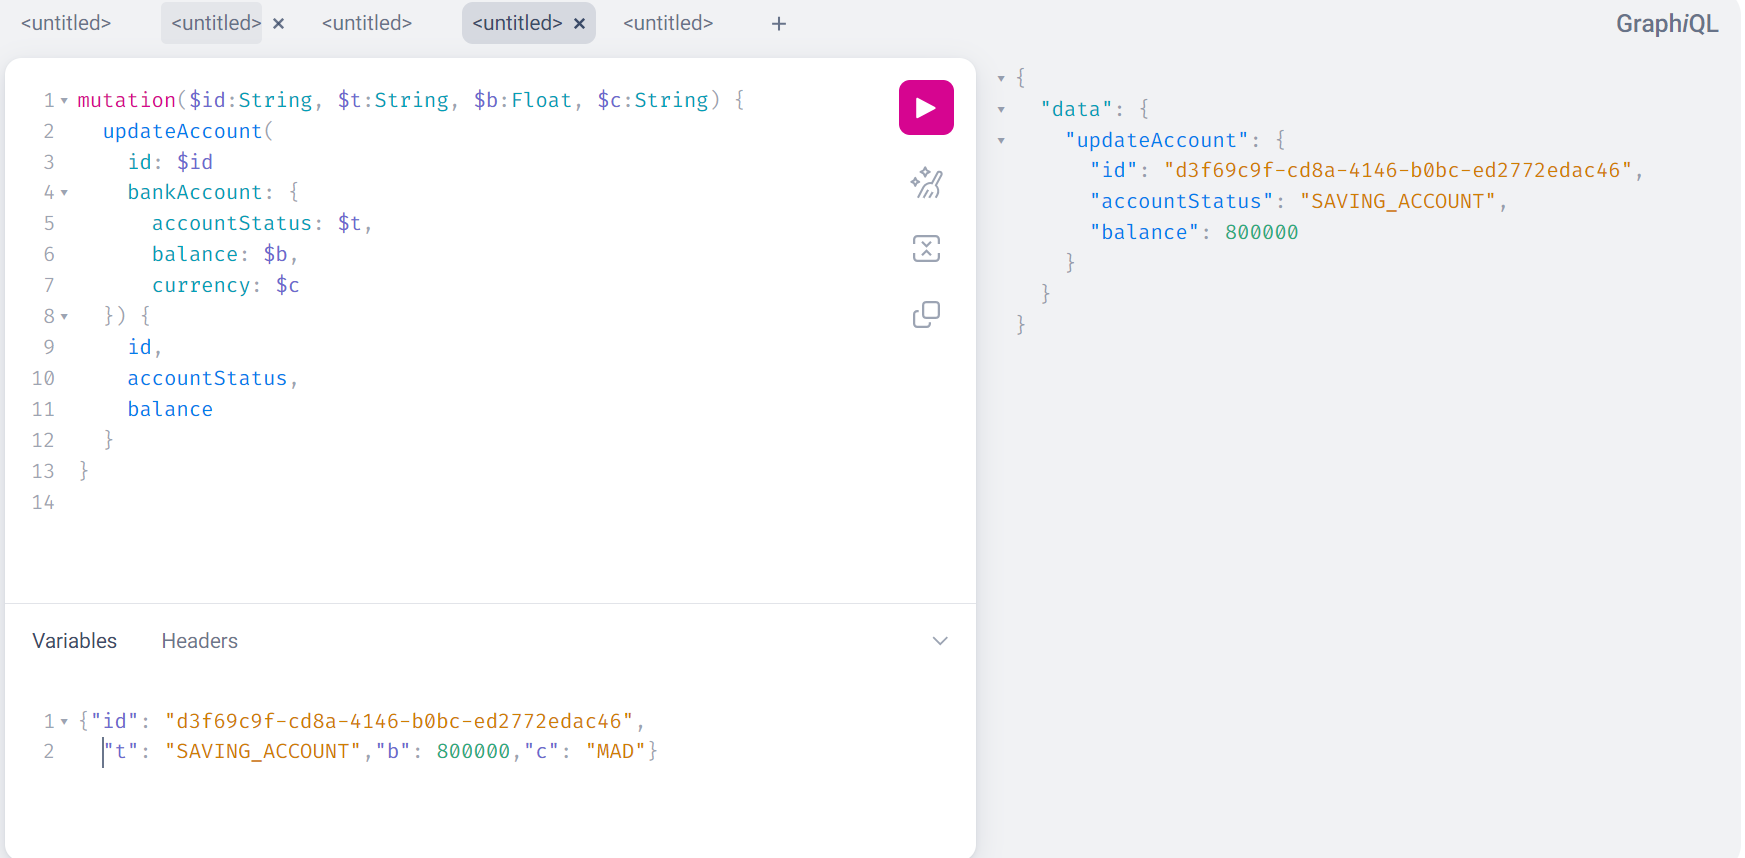 <untitled> <untitled> × <untitled> <untitled> × <untitled> +
GraphiQL
1 mutation($id:String, $t:String, $b:Float, $c:String) {
2   updateAccount(
3     id: $id
4     bankAccount: {
5       accountStatus: $t,
6       balance: $b,
7       currency: $c
8   }) {
9     id,
10     accountStatus,
11     balance
12   }
13 }
14
Variables Headers
1 {"id": "d3f69c9f-cd8a-4146-b0bc-ed2772edac46",
2   "t": "SAVING_ACCOUNT","b": 800000,"c": "MAD"}
{
  "data": {
    "updateAccount": {
      "id": "d3f69c9f-cd8a-4146-b0bc-ed2772edac46",
      "accountStatus": "SAVING_ACCOUNT",
      "balance": 800000
    }
  }
}